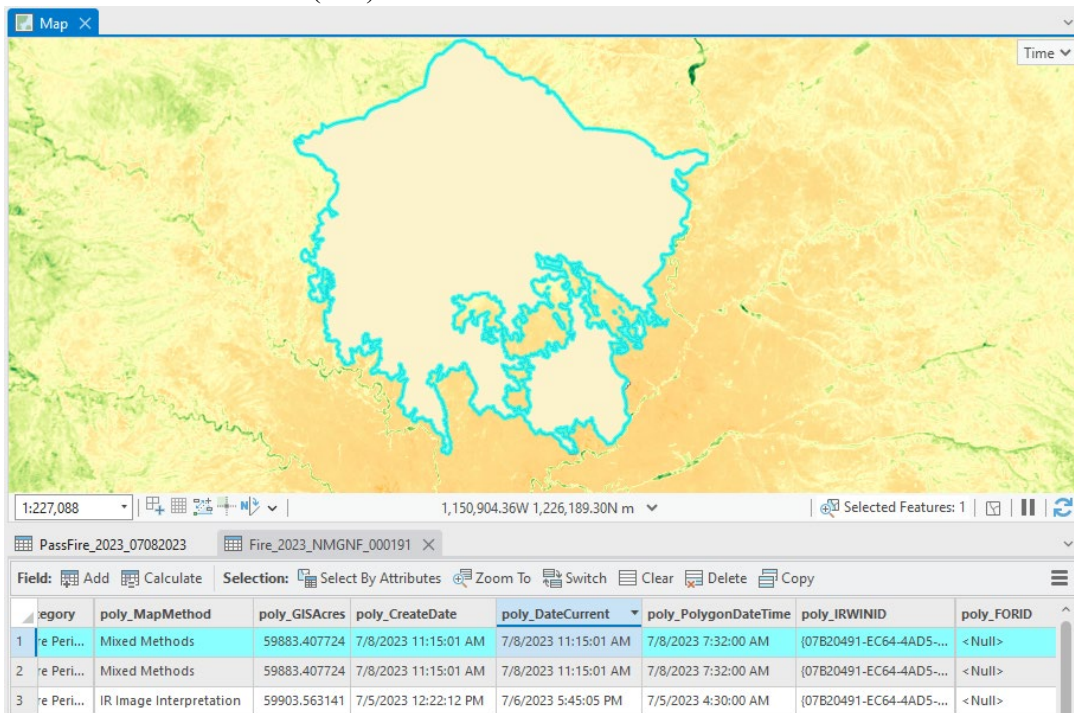 Map
Time
1:227,088
1,150,904.36W 1,226,189.30N m
Selected Features: 1
PassFire_2023_07082023 Fire_2023_NMGNF_000191
Field: Add Calculate Selection: Select By Attributes Zoom To Switch Clear Delete Copy
egory poly_MapMethod poly_GISAcres poly_CreateDate poly_DateCurrent poly_PolygonDateTime poly_IRWINID poly_FORID
1 re Peri... Mixed Methods 59883.407724 7/8/2023 11:15:01 AM 7/8/2023 11:15:01 AM 7/8/2023 7:32:00 AM {07B20491-EC64-4AD5-... <Null>
2 re Peri... Mixed Methods 59883.407724 7/8/2023 11:15:01 AM 7/8/2023 11:15:01 AM 7/8/2023 7:32:00 AM {07B20491-EC64-4AD5-... <Null>
3 re Peri... IR Image Interpretation 59903.563141 7/5/2023 12:22:12 PM 7/6/2023 5:45:05 PM 7/5/2023 4:30:00 AM {07B20491-EC64-4AD5-... <Null>